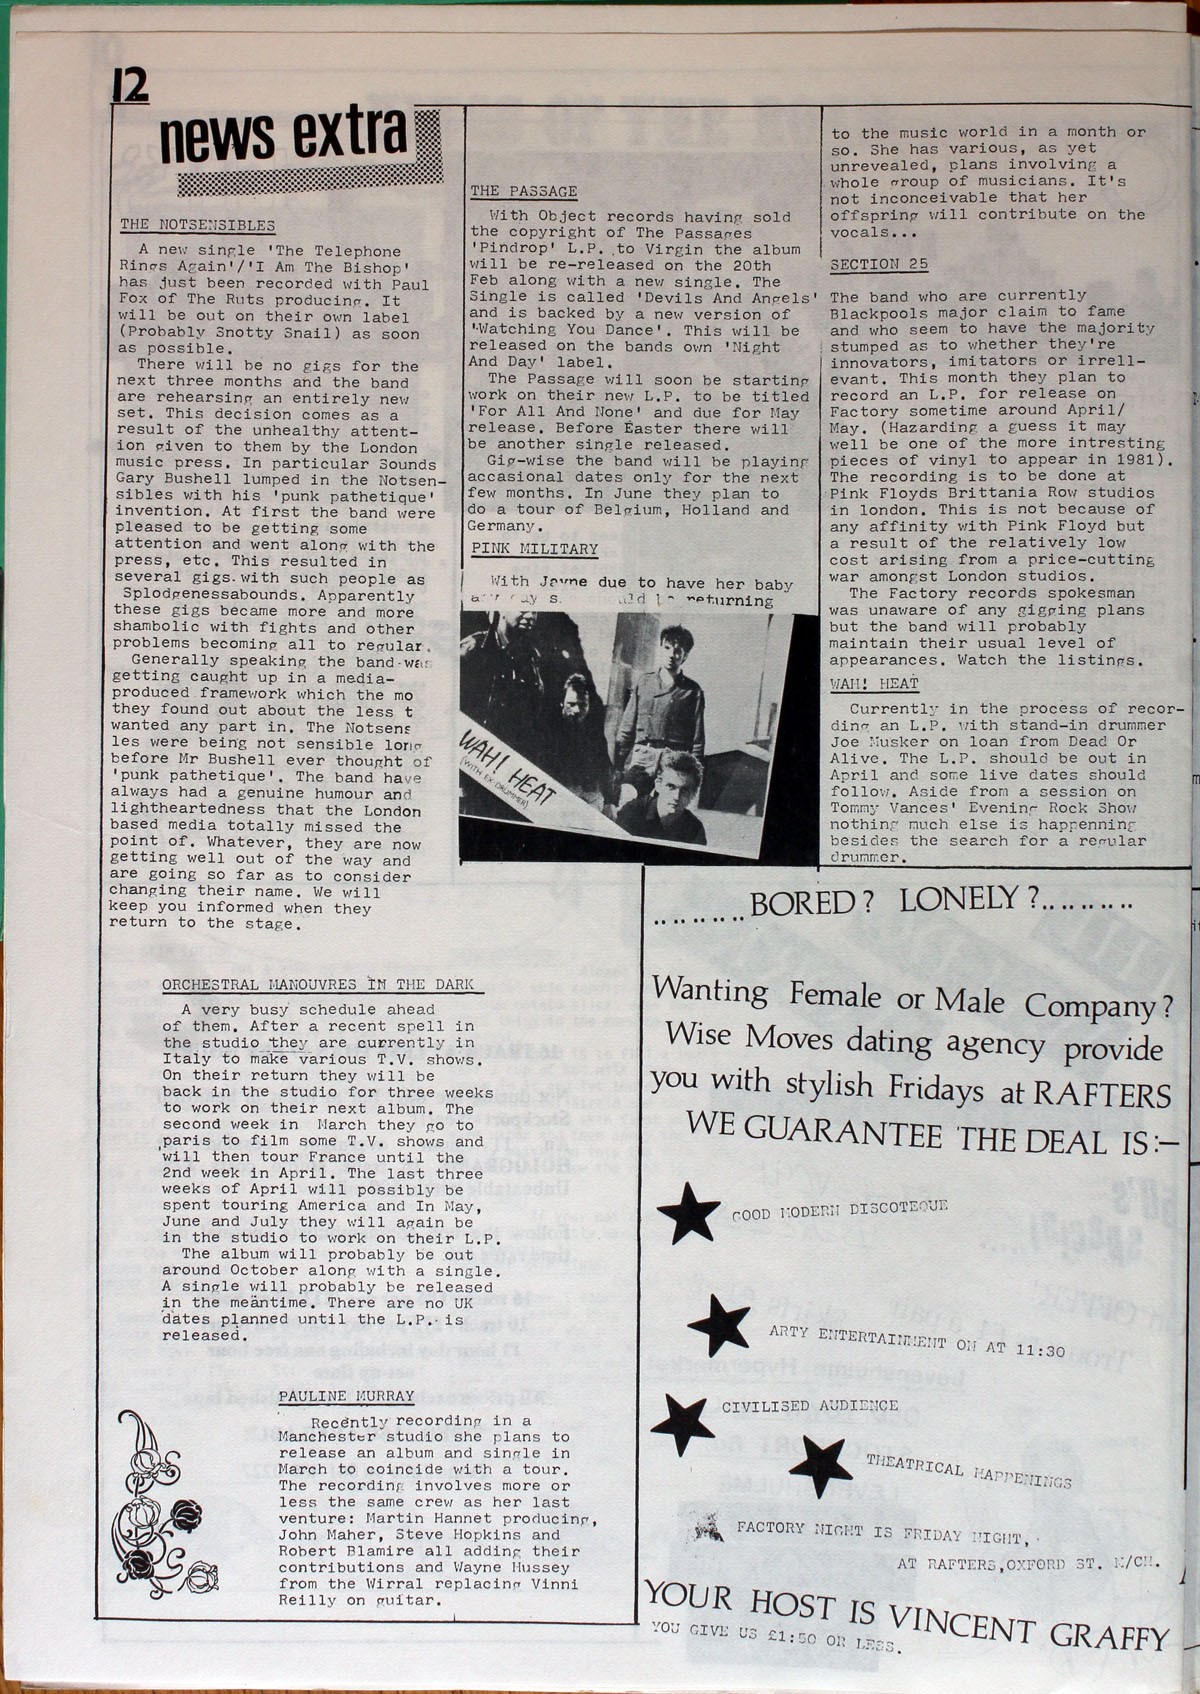 12
news extra
THE NOTSENSIBLES
A new single 'The Telephone
Rings Again'/'I Am The Bishop'
has just been recorded with Paul
Fox of The Ruts producing. It
will be out on their own label
(Probably Snotty Snail) as soon
as possible.
There will be no gigs for the
next three months and the band
are rehearsing an entirely new
set. This decision comes as a
result of the unhealthy attent-
ion given to them by the London
music press. In particular Sounds
Gary Bushell lumped in the Notsen-
sibles with his 'punk pathetique'
invention. At first the band were
pleased to be getting some
attention and went along with the
press, etc. This resulted in
several gigs with such people as
Splodgenessabounds. Apparently
these gigs became more and more
shambolic with fights and other
problems becoming all to regular.
Generally speaking the band was
getting caught up in a media-
produced framework which the mo
they found out about the less t
wanted any part in. The Notsens
les were being not sensible long
before Mr Bushell ever thought of
'punk pathetique'. The band have
always had a genuine humour and
lightheartedness that the London
based media totally missed the
point of. Whatever, they are now
getting well out of the way and
are going so far as to consider
changing their name. We will
keep you informed when they
return to the stage.
ORCHESTRAL MANOUVRES IN THE DARK
A very busy schedule ahead
of them. After a recent spell in
the studio they are currently in
Italy to make various T.V. shows.
On their return they will be
back in the studio for three weeks
to work on their next album. The
second week in March they go to
paris to film some T.V. shows and
will then tour France until the
2nd week in April. The last three
weeks of April will possibly be
spent touring America and In May,
June and July they will again be
in the studio to work on their L.P.
The album will probably be out
around October along with a single.
A single will probably be released
in the meantime. There are no UK
dates planned until the L.P. is
released.
PAULINE MURRAY
Recently recording in a
Manchester studio she plans to
release an album and single in
March to coincide with a tour.
The recording involves more or
less the same crew as her last
venture: Martin Hannet producing,
John Maher, Steve Hopkins and
Robert Blamire all adding their
contributions and Wayne Hussey
from the Wirral replacing Vinni
Reilly on guitar.
THE PASSAGE
With Object records having sold
the copyright of The Passages
'Pindrop' L.P. to Virgin the album
will be re-released on the 20th
Feb along with a new single. The
Single is called 'Devils And Angels'
and is backed by a new version of
'Watching You Dance'. This will be
released on the bands own 'Night
And Day' label.
The Passage will soon be starting
work on their new L.P. to be titled
'For All And None' and due for May
release. Before Easter there will
be another single released.
Gig-wise the band will be playing
accasional dates only for the next
few months. In June they plan to
do a tour of Belgium, Holland and
Germany.
PINK MILITARY
With Jayne due to have her baby
returning
WAH! HEAT
(WITH EX-DRUMMER)
to the music world in a month or
so. She has various, as yet
unrevealed, plans involving a
whole group of musicians. It's
not inconceivable that her
offspring will contribute on the
vocals...
SECTION 25
The band who are currently
Blackpools major claim to fame
and who seem to have the majority
stumped as to whether they're
innovators, imitators or irrell-
evant. This month they plan to
record an L.P. for release on
Factory sometime around April/
May. (Hazarding a guess it may
well be one of the more intresting
pieces of vinyl to appear in 1981).
The recording is to be done at
Pink Floyds Brittania Row studios
in london. This is not because of
any affinity with Pink Floyd but
a result of the relatively low
cost arising from a price-cutting
war amongst London studios.
The Factory records spokesman
was unaware of any gigging plans
but the band will probably
maintain their usual level of
appearances. Watch the listings.
WAH! HEAT
Currently in the process of recor-
ding an L.P. with stand-in drummer
Joe Musker on loan from Dead Or
Alive. The L.P. should be out in
April and some live dates should
follow. Aside from a session on
Tommy Vances' Evening Rock Show
nothing much else is happenning
besides the search for a regular
drummer.
.........BORED? LONELY?.........
Wanting Female or Male Company?
Wise Moves dating agency provide
you with stylish Fridays at RAFTERS
WE GUARANTEE THE DEAL IS:—
GOOD MODERN DISCOTEQUE
ARTY ENTERTAINMENT ON AT 11:30
CIVILISED AUDIENCE
THEATRICAL HAPPENINGS
FACTORY NIGHT IS FRIDAY NIGHT,
AT RAFTERS,OXFORD ST. M/CH.
YOUR HOST IS VINCENT GRAFFY
YOU GIVE US £1:50 OR LESS.